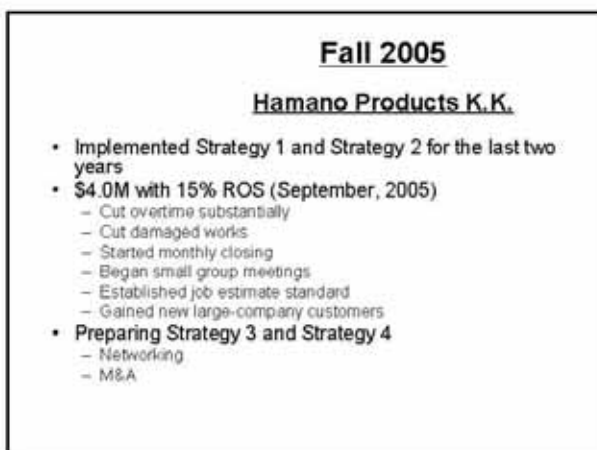 Fall 2005
Hamano Products K.K.
• Implemented Strategy 1 and Strategy 2 for the last two
years
• $4.0M with 15% ROS (September, 2005)
– Cut overtime substantially
– Cut damaged works
– Started monthly closing
– Began small group meetings
– Established job estimate standard
– Gained new large-company customers
• Preparing Strategy 3 and Strategy 4
– Networking
– M&A